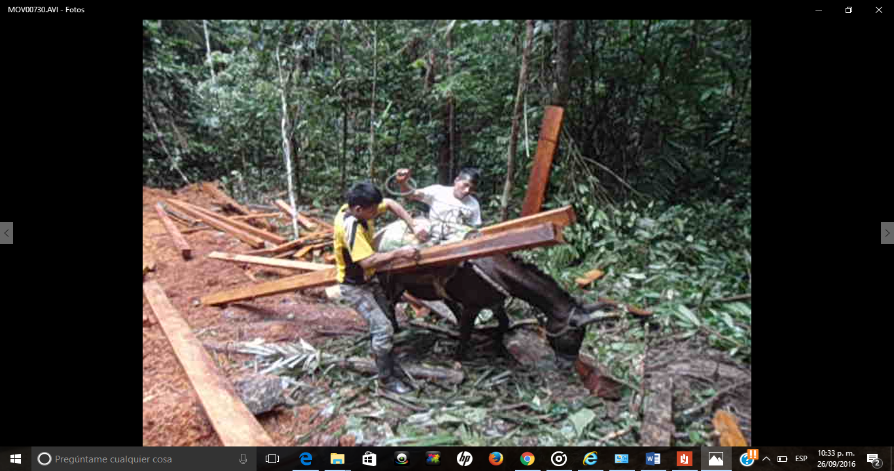 MOV00730.AVI - Fotos
Pregúntame cualquier cosa
ESP
10:33 p. m.
26/09/2016